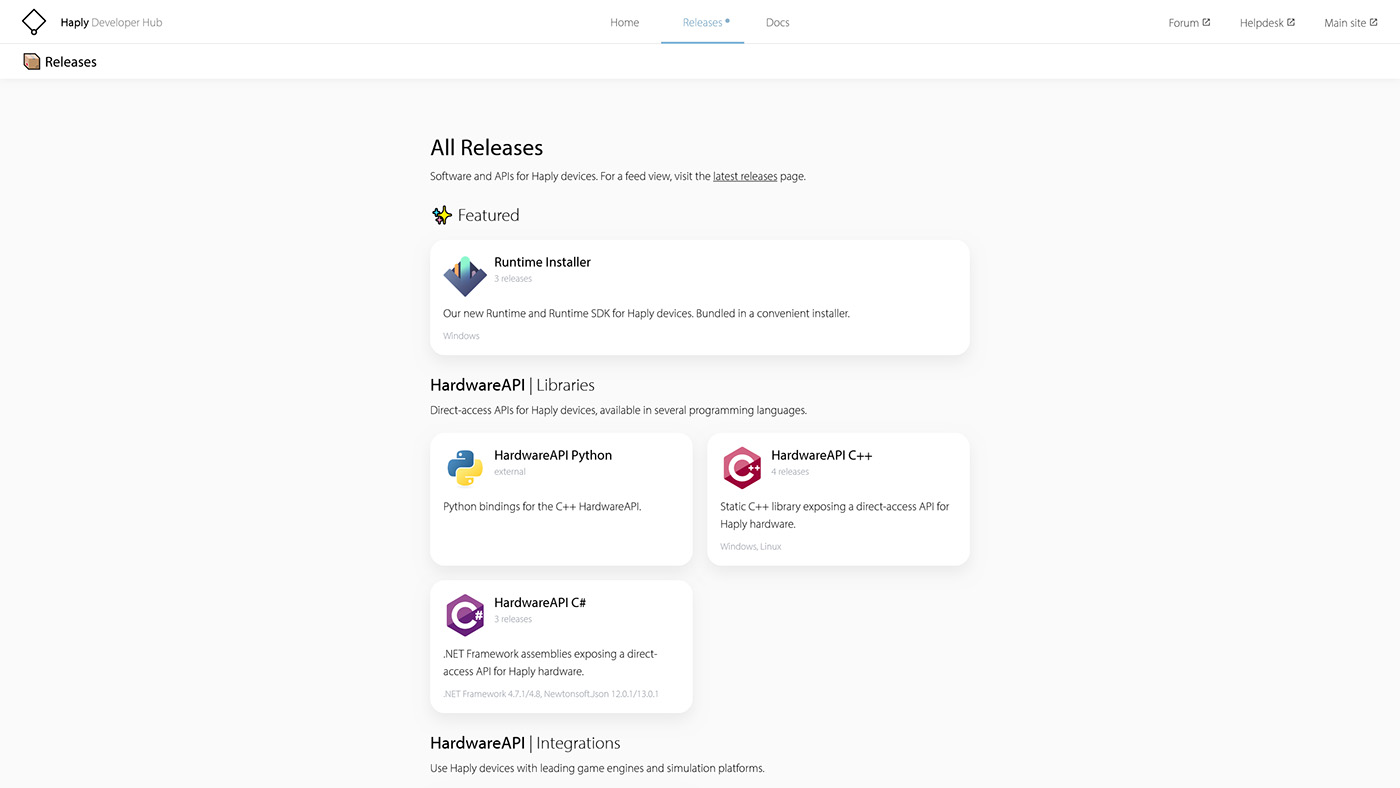 Haply Developer Hub
Home
Releases
Docs
Forum
Helpdesk
Main site
Releases
All Releases
Software and APIs for Haply devices. For a feed view, visit the latest releases page.
Featured
Runtime Installer
3 releases
Our new Runtime and Runtime SDK for Haply devices. Bundled in a convenient installer.
Windows
HardwareAPI | Libraries
Direct-access APIs for Haply devices, available in several programming languages.
HardwareAPI Python
external
Python bindings for the C++ HardwareAPI.
HardwareAPI C++
4 releases
Static C++ library exposing a direct-access API for
Haply hardware.
Windows, Linux
HardwareAPI C#
3 releases
.NET Framework assemblies exposing a direct-
access API for Haply hardware.
.NET Framework 4.7.1/4.8, Newtonsoft.Json 12.0.1/13.0.1
HardwareAPI | Integrations
Use Haply devices with leading game engines and simulation platforms.